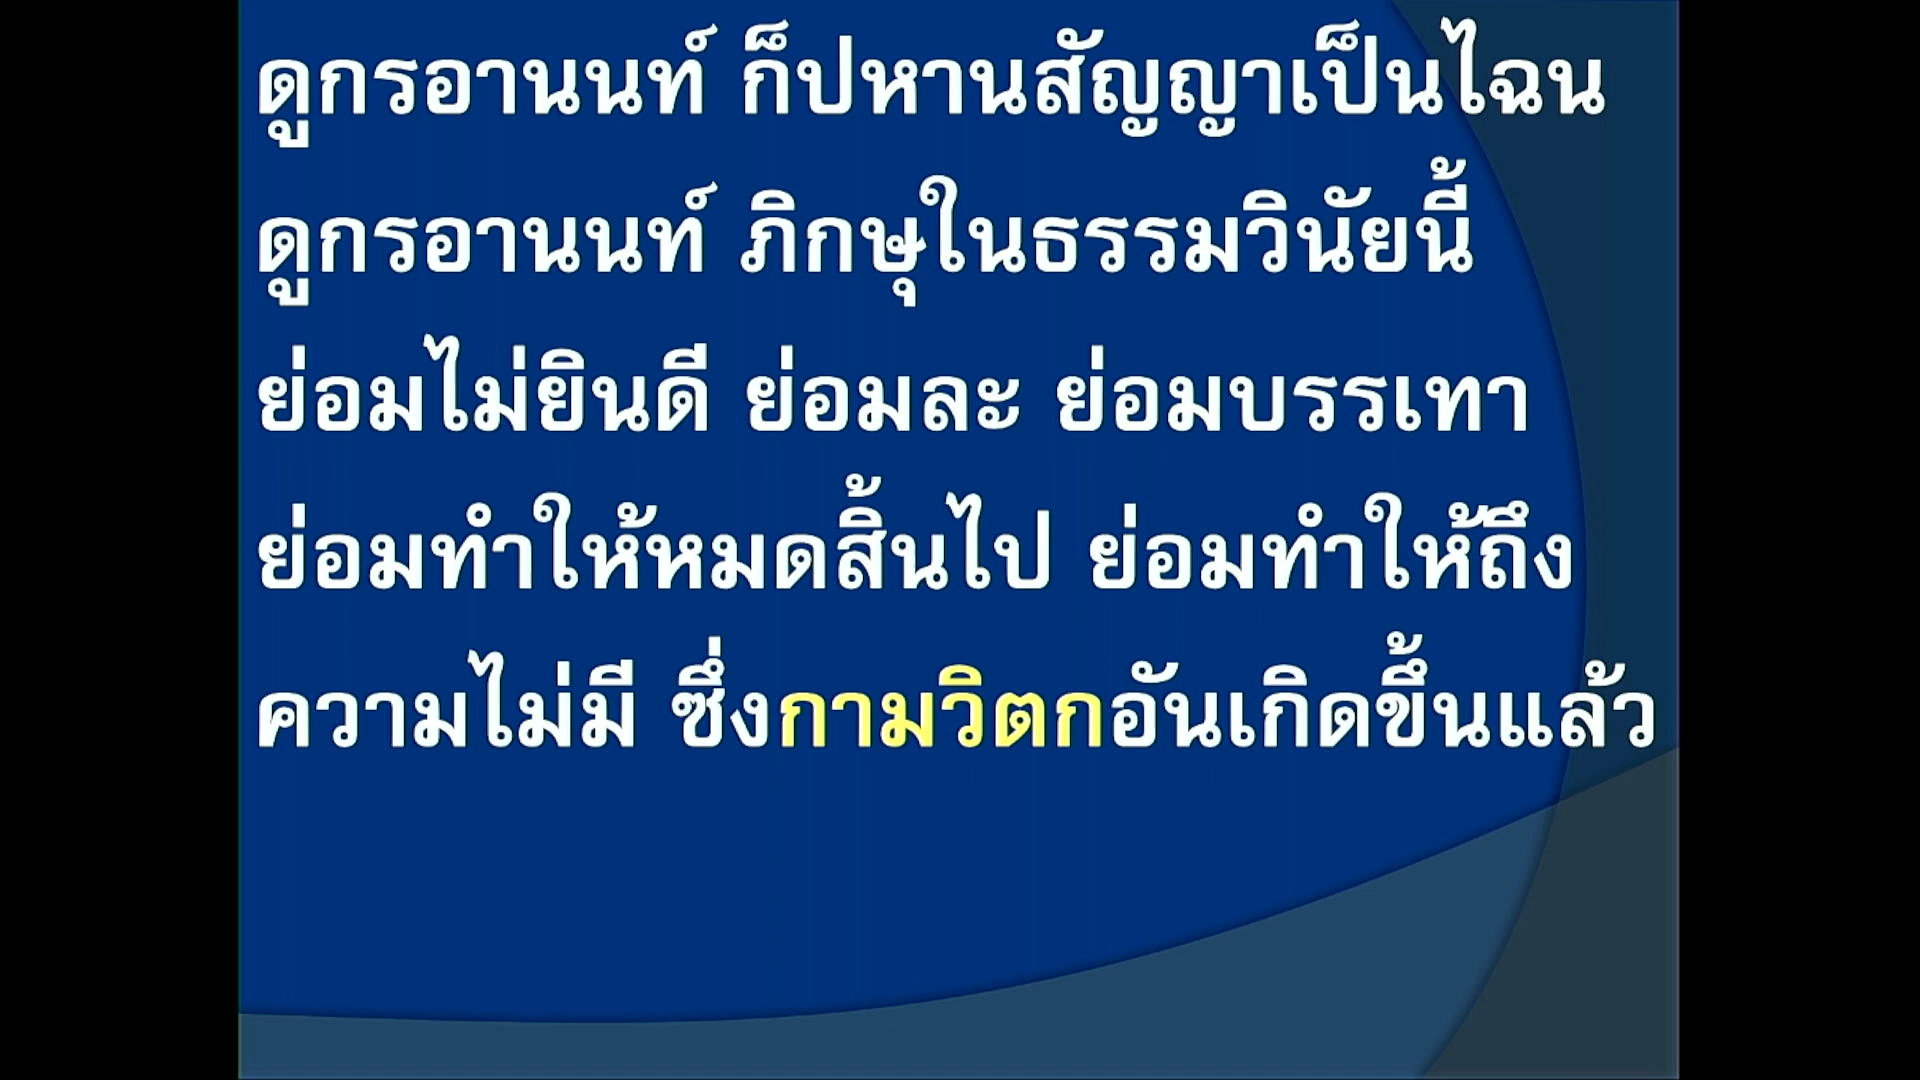 ดูกรอานนท์ ก็ปหานสัญญาเป็นไฉน
ดูกรอานนท์ ภิกษุในธรรมวินัยนี้
ย่อมไม่ยินดี ย่อมละ ย่อมบรรเทา
ย่อมทำให้หมดสิ้นไป ย่อมทำให้ถึง
ความไม่มี ซึ่งกามวิตกอันเกิดขึ้นแล้ว